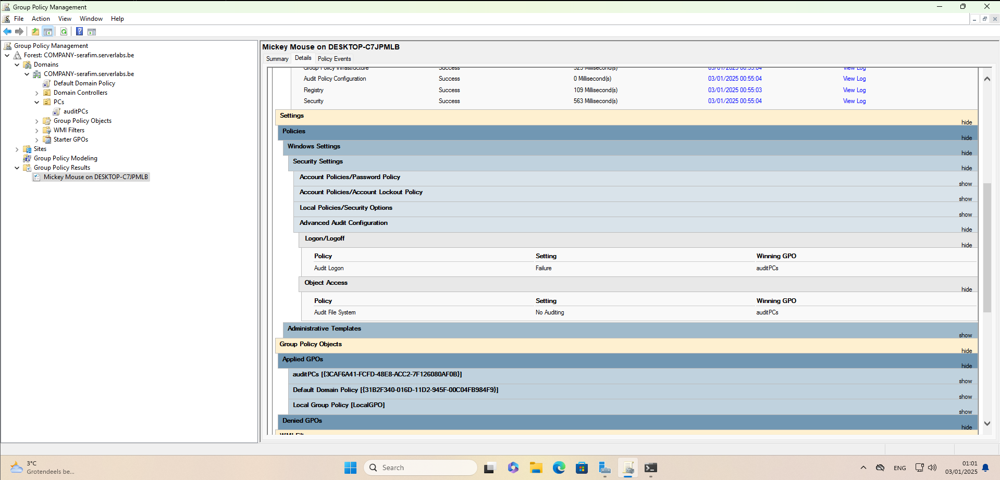 Group Policy Management
File Action View Window Help
Group Policy Management
Forest: COMPANY-serafim.serverlabs.be
Domains
COMPANY-serafim.serverlabs.be
Default Domain Policy
Domain Controllers
PCs
auditPCs
Group Policy Objects
WMI Filters
Starter GPOs
Sites
Group Policy Modeling
Group Policy Results
Mickey Mouse on DESKTOP-C7JPMLB
Mickey Mouse on DESKTOP-C7JPMLB
Summary Details Policy Events
Group Policy Infrastructure Success 525 Millisecond(s) 03/01/2025 00:55:04 View Log
Audit Policy Configuration Success 0 Millisecond(s) 03/01/2025 00:55:04 View Log
Registry Success 109 Millisecond(s) 03/01/2025 00:55:03 View Log
Security Success 563 Millisecond(s) 03/01/2025 00:55:04 View Log
Settings
hide
Policies
hide
Windows Settings
hide
Security Settings
hide
Account Policies/Password Policy
show
Account Policies/Account Lockout Policy
show
Local Policies/Security Options
show
Advanced Audit Configuration
hide
Logon/Logoff
hide
Policy Setting Winning GPO
Audit Logon Failure auditPCs
Object Access
hide
Policy Setting Winning GPO
Audit File System No Auditing auditPCs
Administrative Templates
show
Group Policy Objects
hide
Applied GPOs
hide
auditPCs [{3CAF6A41-FCFD-48E8-ACC2-7F126080AF0B}]
show
Default Domain Policy [{31B2F340-016D-11D2-945F-00C04FB984F9}]
show
Local Group Policy [LocalGPO]
show
Denied GPOs
hide
3°C
Grotendeels be...
Search
ENG
01:01
03/01/2025